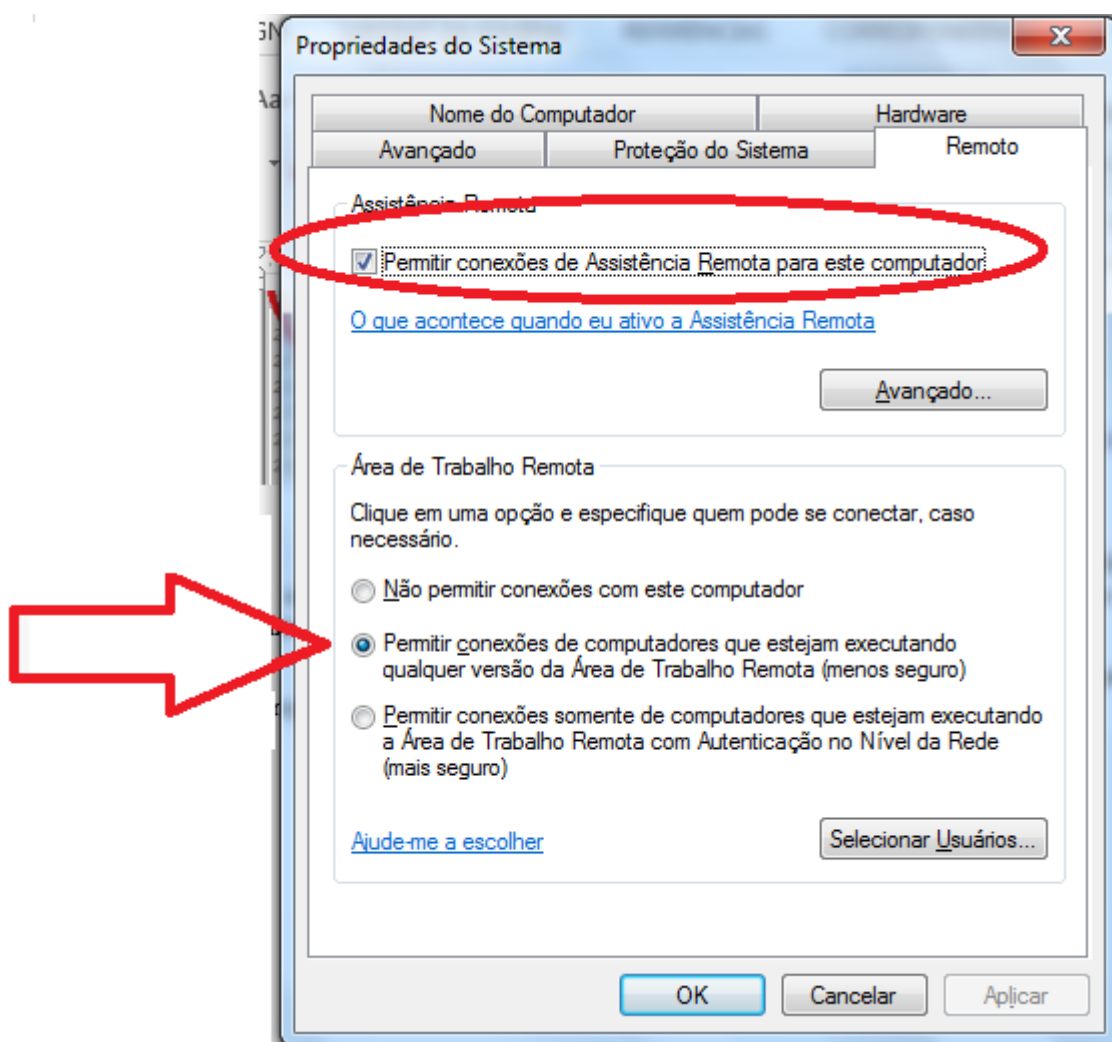 Propriedades do Sistema
Nome do Computador
Hardware
Avançado
Proteção do Sistema
Remoto
Assistência Remota
Permitir conexões de Assistência Remota para este computador
O que acontece quando eu ativo a Assistência Remota
Avançado...
Área de Trabalho Remota
Clique em uma opção e especifique quem pode se conectar, caso
necessário.
Não permitir conexões com este computador
Permitir conexões de computadores que estejam executando
qualquer versão da Área de Trabalho Remota (menos seguro)
Permitir conexões somente de computadores que estejam executando
a Área de Trabalho Remota com Autenticação no Nível da Rede
(mais seguro)
Ajude-me a escolher
Selecionar Usuários...
OK
Cancelar
Aplicar